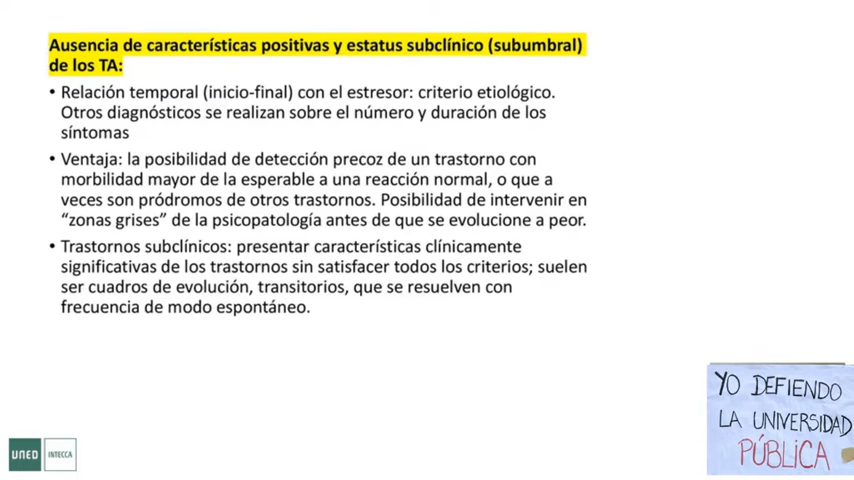 Ausencia de características positivas y estatus subclínico (subumbral)
de los TA:
• Relación temporal (inicio-final) con el estresor: criterio etiológico.
Otros diagnósticos se realizan sobre el número y duración de los
síntomas
• Ventaja: la posibilidad de detección precoz de un trastorno con
morbilidad mayor de la esperable a una reacción normal, o que a
veces son pródromos de otros trastornos. Posibilidad de intervenir en
“zonas grises” de la psicopatología antes de que se evolucione a peor.
• Trastornos subclínicos: presentar características clínicamente
significativas de los trastornos sin satisfacer todos los criterios; suelen
ser cuadros de evolución, transitorios, que se resuelven con
frecuencia de modo espontáneo.
YO DEFIENDO
LA UNIVERSIDAD
PÚBLICA
UNED INTECCA